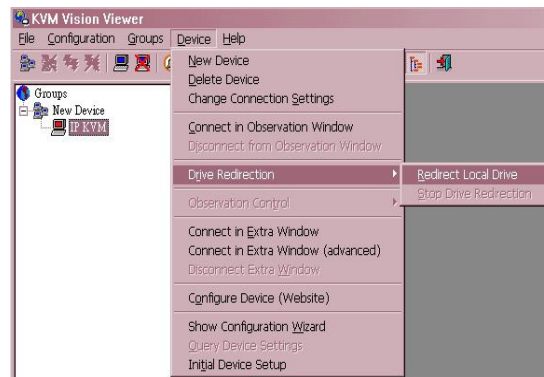 KVM Vision Viewer
File Configuration Groups Device Help
Groups
New Device
IP KVM
New Device
Delete Device
Change Connection Settings
Connect in Observation Window
Disconnect from Observation Window
Drive Redirection
Redirect Local Drive
Stop Drive Redirection
Observation Control
Connect in Extra Window
Connect in Extra Window (advanced)
Disconnect Extra Window
Configure Device (Website)
Show Configuration Wizard
Query Device Settings
Initial Device Setup